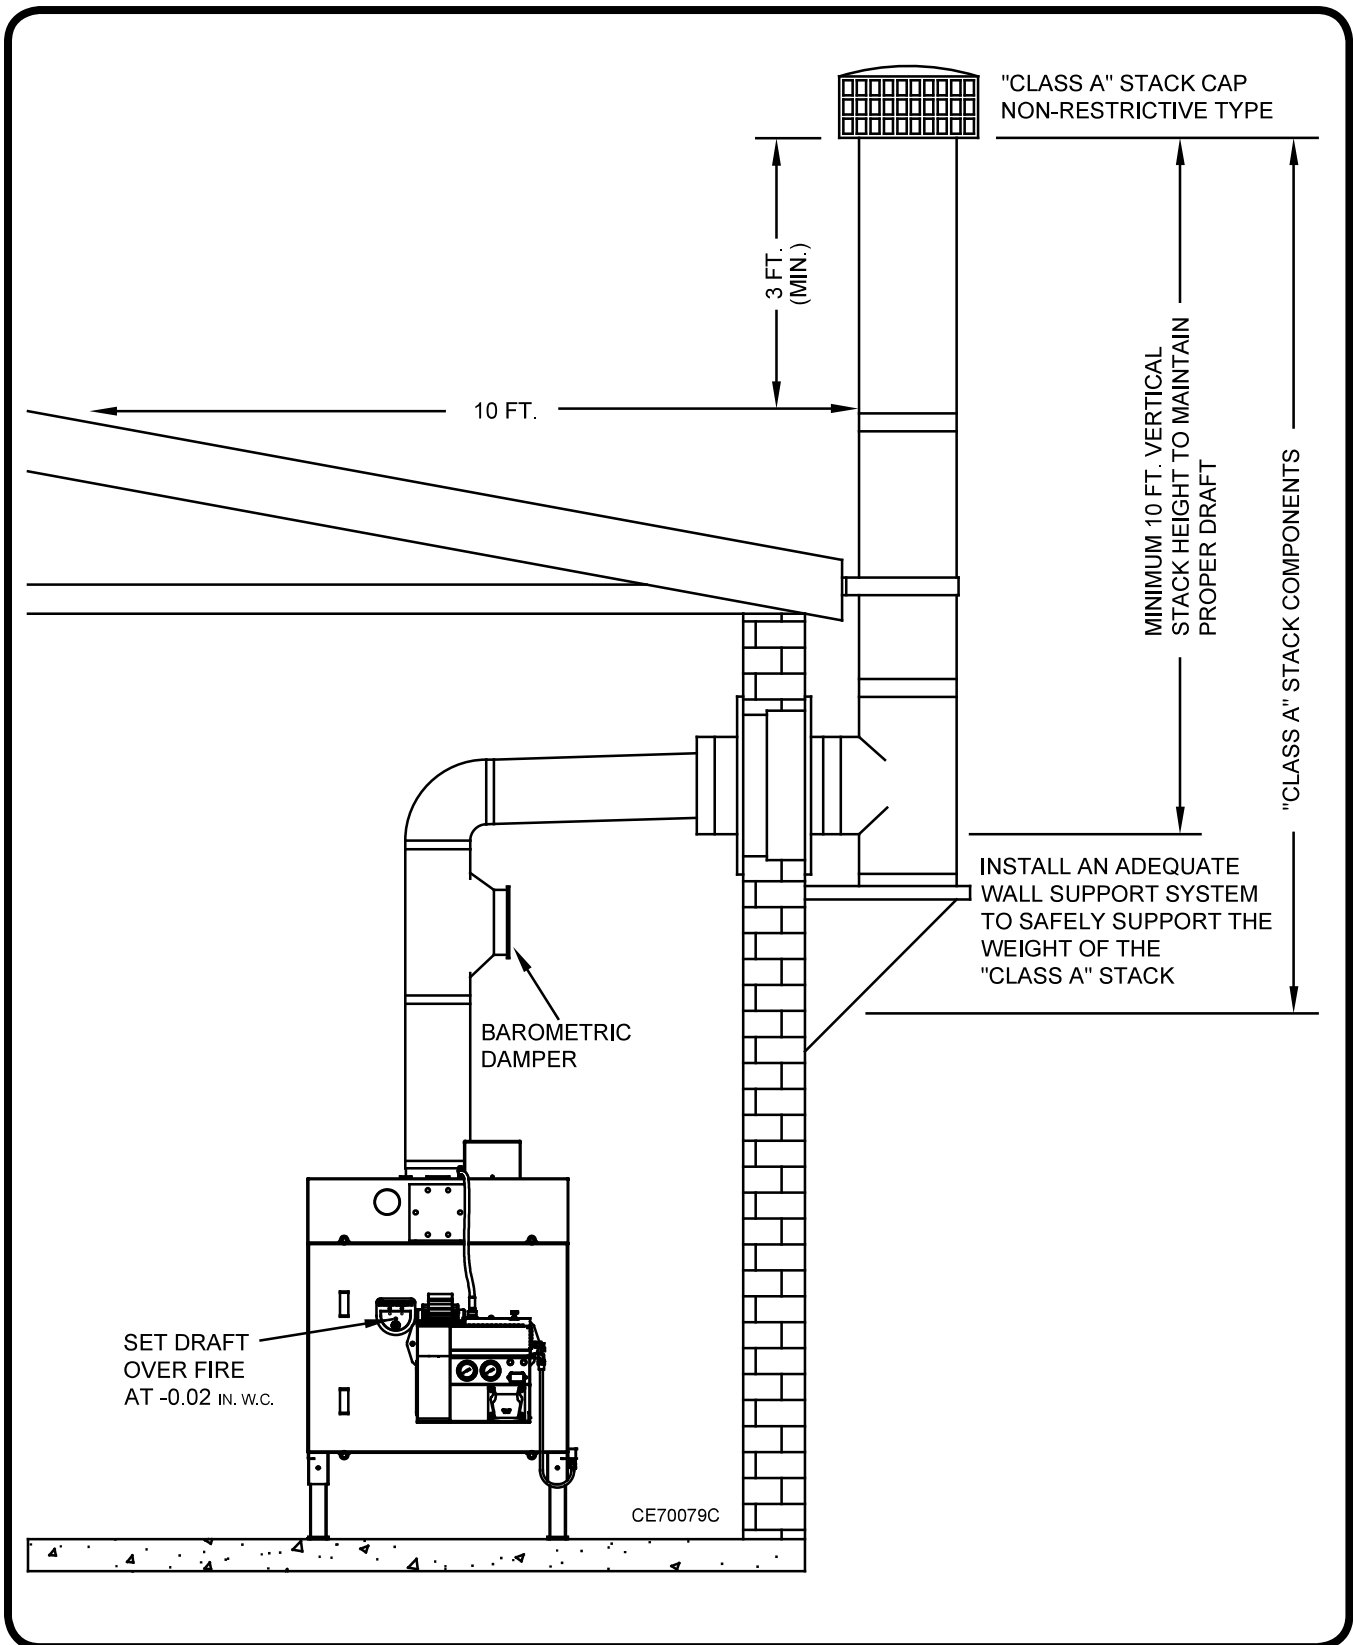 "CLASS A" STACK CAP
NON-RESTRICTIVE TYPE
3 FT.
(MIN.)
10 FT.
MINIMUM 10 FT. VERTICAL
STACK HEIGHT TO MAINTAIN
PROPER DRAFT
"CLASS A" STACK COMPONENTS
INSTALL AN ADEQUATE
WALL SUPPORT SYSTEM
TO SAFELY SUPPORT THE
WEIGHT OF THE
"CLASS A" STACK
BAROMETRIC
DAMPER
SET DRAFT
OVER FIRE
AT -0.02 IN. W.C.
CE70079C